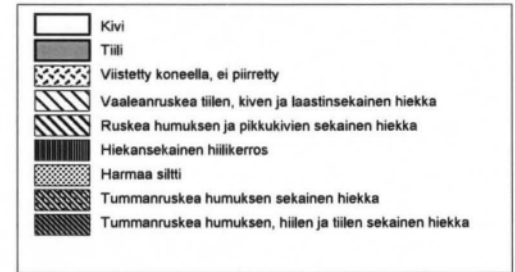 Kivi
Tiili
Viistetty koneella, ei piirretty
Vaaleanruskea tiilen, kiven ja laastinsekainen hiekka
Ruskea humuksen ja pikkukivien sekainen hiekka
Hiekansekainen hiilikerros
Harmaa siltti
Tummanruskea humuksen sekainen hiekka
Tummanruskea humuksen, hiilen ja tiilen sekainen hiekka